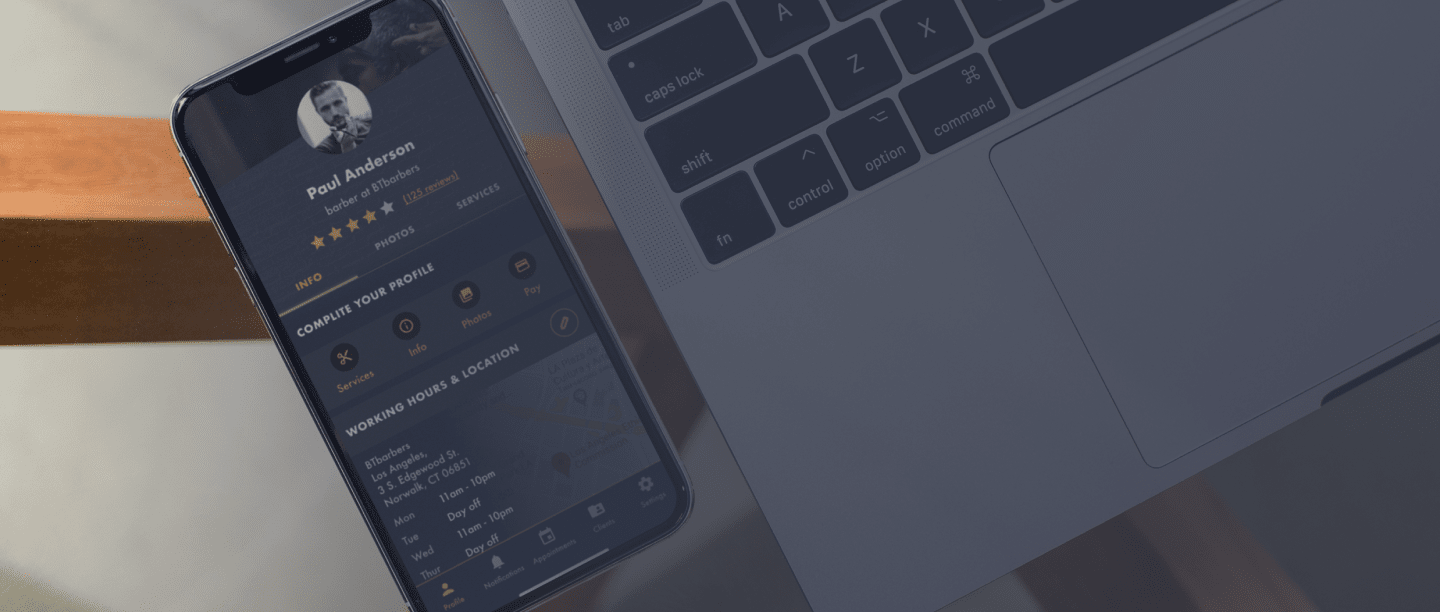 Paul Anderson
barber at BTbarbers
(125 reviews)
INFO
PHOTOS
SERVICES
COMPLITE YOUR PROFILE
Services
Info
Photos
Pay
WORKING HOURS & LOCATION
BTbarbers
Los Angeles,
3 S. Edgewood St.
Norwalk, CT 06851
Mon 11am - 10pm
Tue Day off
Wed 11am - 10pm
Thur Day off
Profile
Notifications
Appointments
Clients
Settings
tab
A
caps lock
Z
X
shift
fn
control
option
command